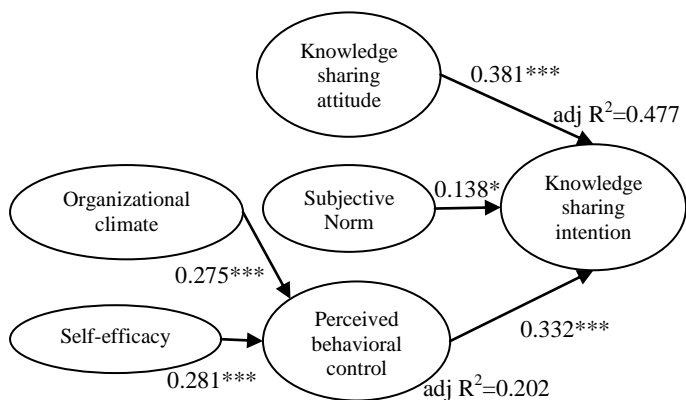 Knowledge
sharing
attitude
0.381***
adj R²=0.477
Organizational
climate
Subjective
Norm
0.138*
Knowledge
sharing
intention
0.275***
Self-efficacy
0.281***
Perceived
behavioral
control
0.332***
adj R²=0.202